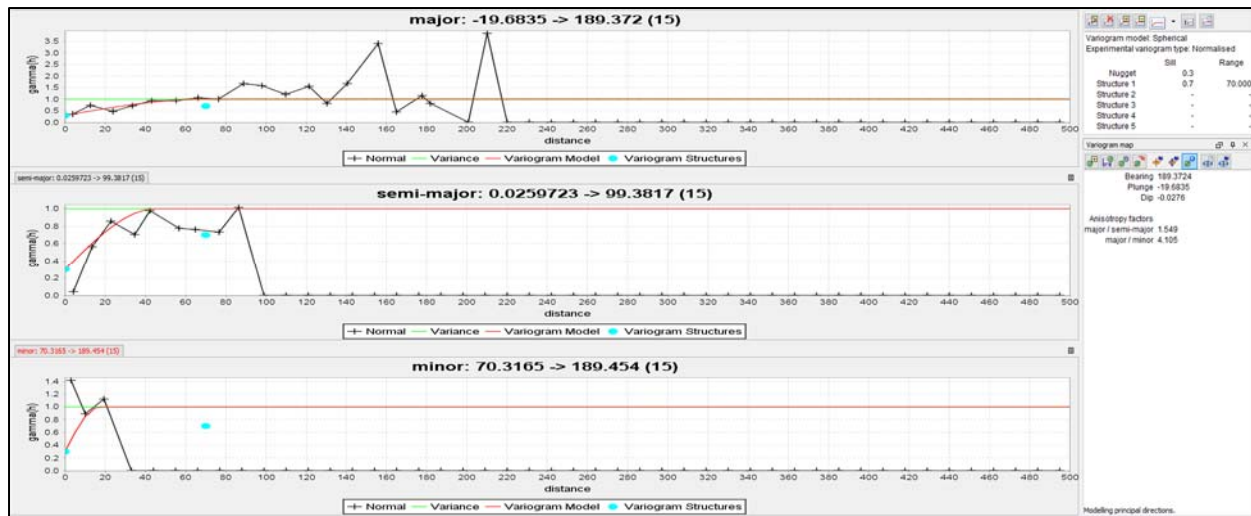 major: -19.6835 -> 189.372 (15)
gamma(h)
3.5
3.0
2.5
2.0
1.5
1.0
0.5
0.0
0 20 40 60 80 100 120 140 160 180 200 220 240 260 280 300 320 340 360 380 400 420 440 460 480 500
distance
Normal Variance Variogram Model Variogram Structures
semi-major: 0.0259723 -> 99.3817 (15)
semi-major: 0.0259723 -> 99.3817 (15)
gamma(h)
1.0
0.8
0.6
0.4
0.2
0.0
0 20 40 60 80 100 120 140 160 180 200 220 240 260 280 300 320 340 360 380 400 420 440 460 480 500
distance
Normal Variance Variogram Model Variogram Structures
minor: 70.3165 -> 189.454 (15)
minor: 70.3165 -> 189.454 (15)
gamma(h)
1.4
1.2
1.0
0.8
0.6
0.4
0.2
0.0
0 20 40 60 80 100 120 140 160 180 200 220 240 260 280 300 320 340 360 380 400 420 440 460 480 500
distance
Normal Variance Variogram Model Variogram Structures
Variogram model: Spherical
Experimental variogram type: Normalised
Sill Range
Nugget 0.3
Structure 1 0.7 70.000
Structure 2 - -
Structure 3 - -
Structure 4 - -
Structure 5 - -
Variogram map
Bearing 189.3724
Plunge -19.6835
Dip -0.0276
Anisotropy factors
major / semi-major 1.549
major / minor 4.105
Modelling principal directions.